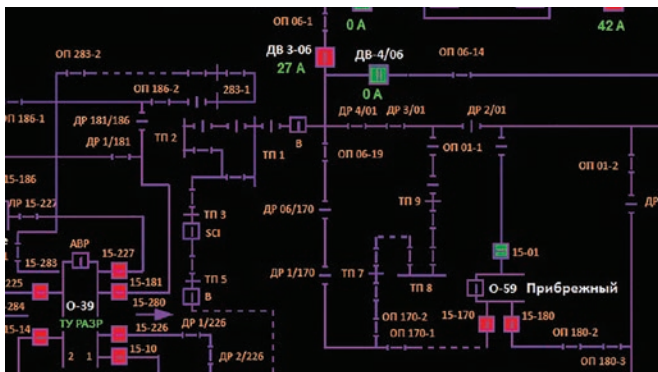 ОП 06-1
0 А
42 А
ОП 283-2
ДВ 3-06
ДВ-4/06
ОП 06-14
27 А
0 А
ОП 186-2
283-1
ОП 186-1
ДР 181/186
ДР 4/01
ДР 3/01
ДР 2/01
ДР 1/181
ТП 2
ТП 1
В
ОП 06-19
ОП 01-1
ОП 01-2
15-186
ДР 15-227
ТП 3
ДР 06/170
ТП 9
SCI
АВР
15-227
15-01
15-283
ДР 1/170
ТП 7
ТП 8
225
15-181
ТП 5
О-59 Прибрежный
О-39
15-280
В
-284
ТУ РАЗР
15-226
ДР 1/226
ОП 170-2
15-170
15-180
15-14
ОП 170-1
ОП 180-2
2 1
15-10
ДР 2/226
ОП 180-3